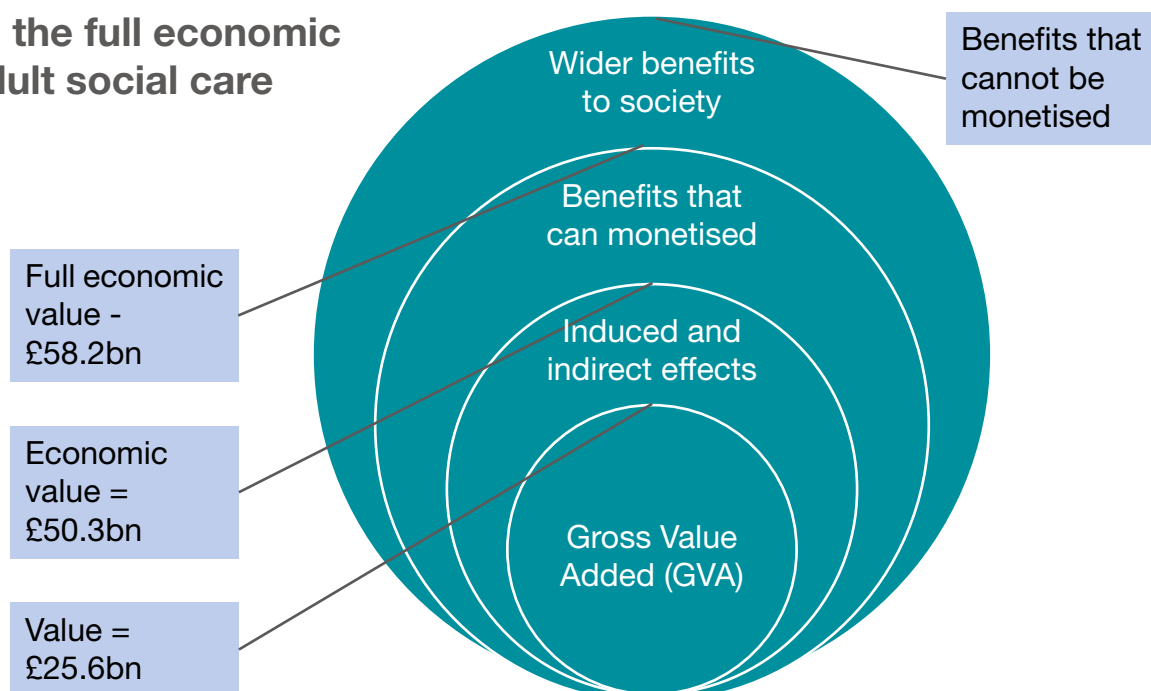 the full economic
ult social care
Wider benefits
to society
Benefits that
cannot be
monetised
Benefits that
can monetised
Full economic
value -
£58.2bn
Induced and
indirect effects
Economic
value =
£50.3bn
Gross Value
Added (GVA)
Value =
£25.6bn